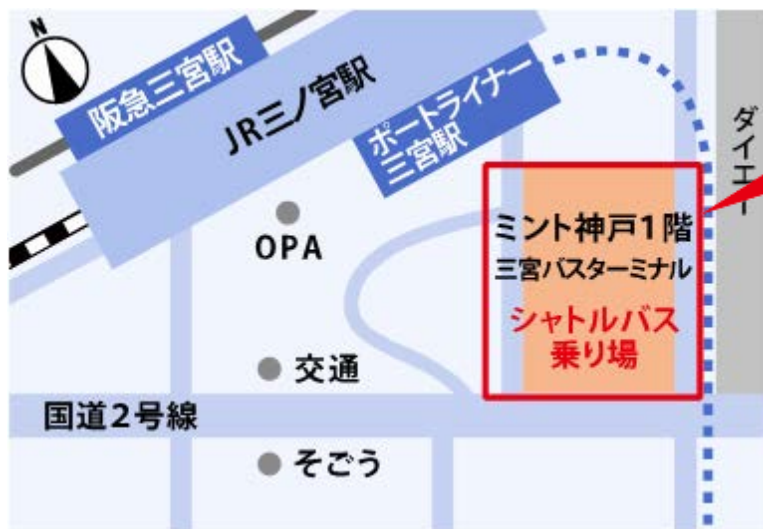 N
阪急三宮駅
JR三ノ宮駅
ポートライナー
三宮駅
ダイエー
OPA
ミント神戸1階
三宮バスターミナル
シャトルバス
乗り場
交通
国道2号線
そごう